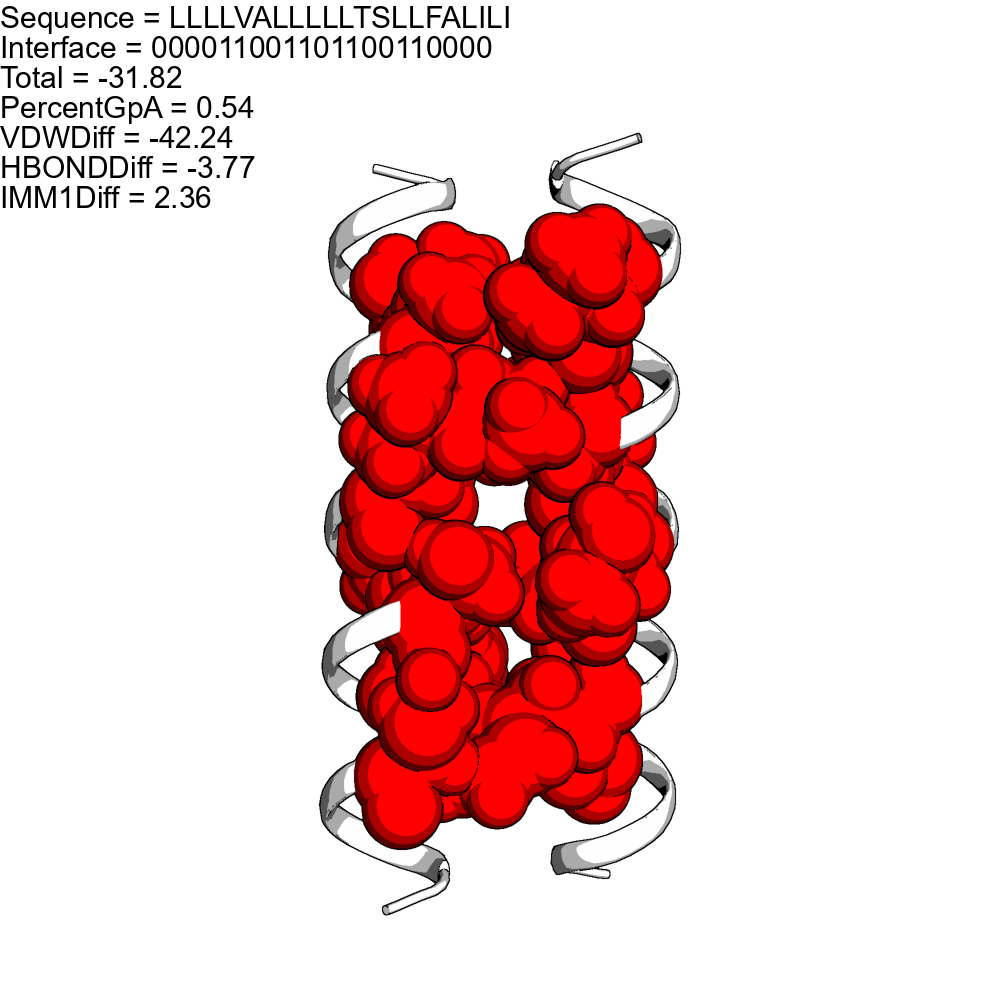 Sequence = LLLLVALLLLLTSLLFALILI
Interface = 000011001101100110000
Total = -31.82
PercentGpA = 0.54
VDWDiff = -42.24
HBONDDiff = -3.77
IMM1Diff = 2.36